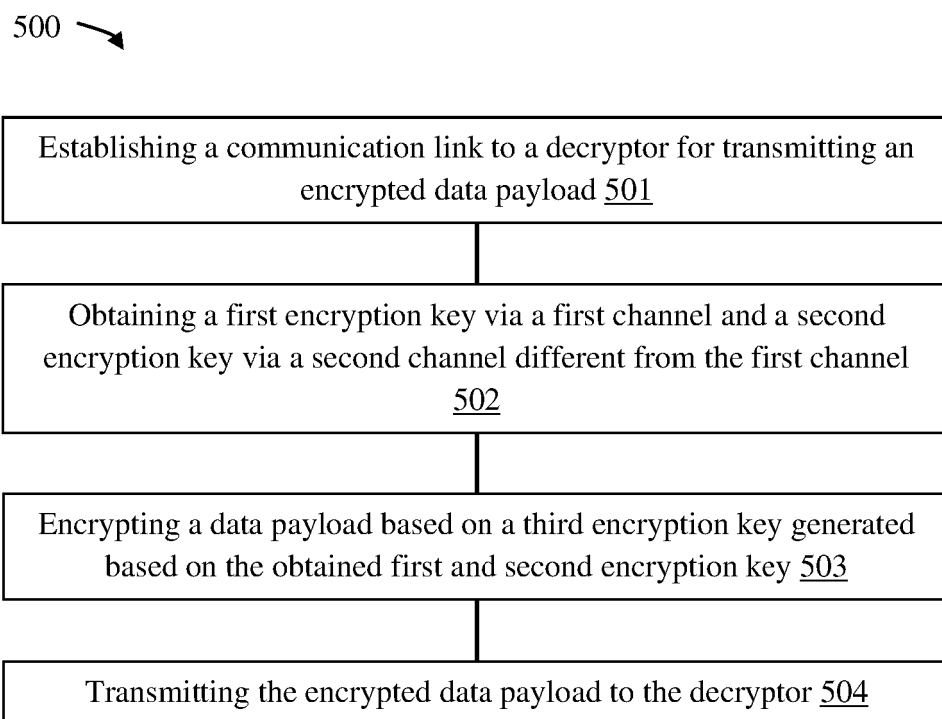 500
Establishing a communication link to a decryptor for transmitting an
encrypted data payload 501
Obtaining a first encryption key via a first channel and a second
encryption key via a second channel different from the first channel
502
Encrypting a data payload based on a third encryption key generated
based on the obtained first and second encryption key 503
Transmitting the encrypted data payload to the decryptor 504